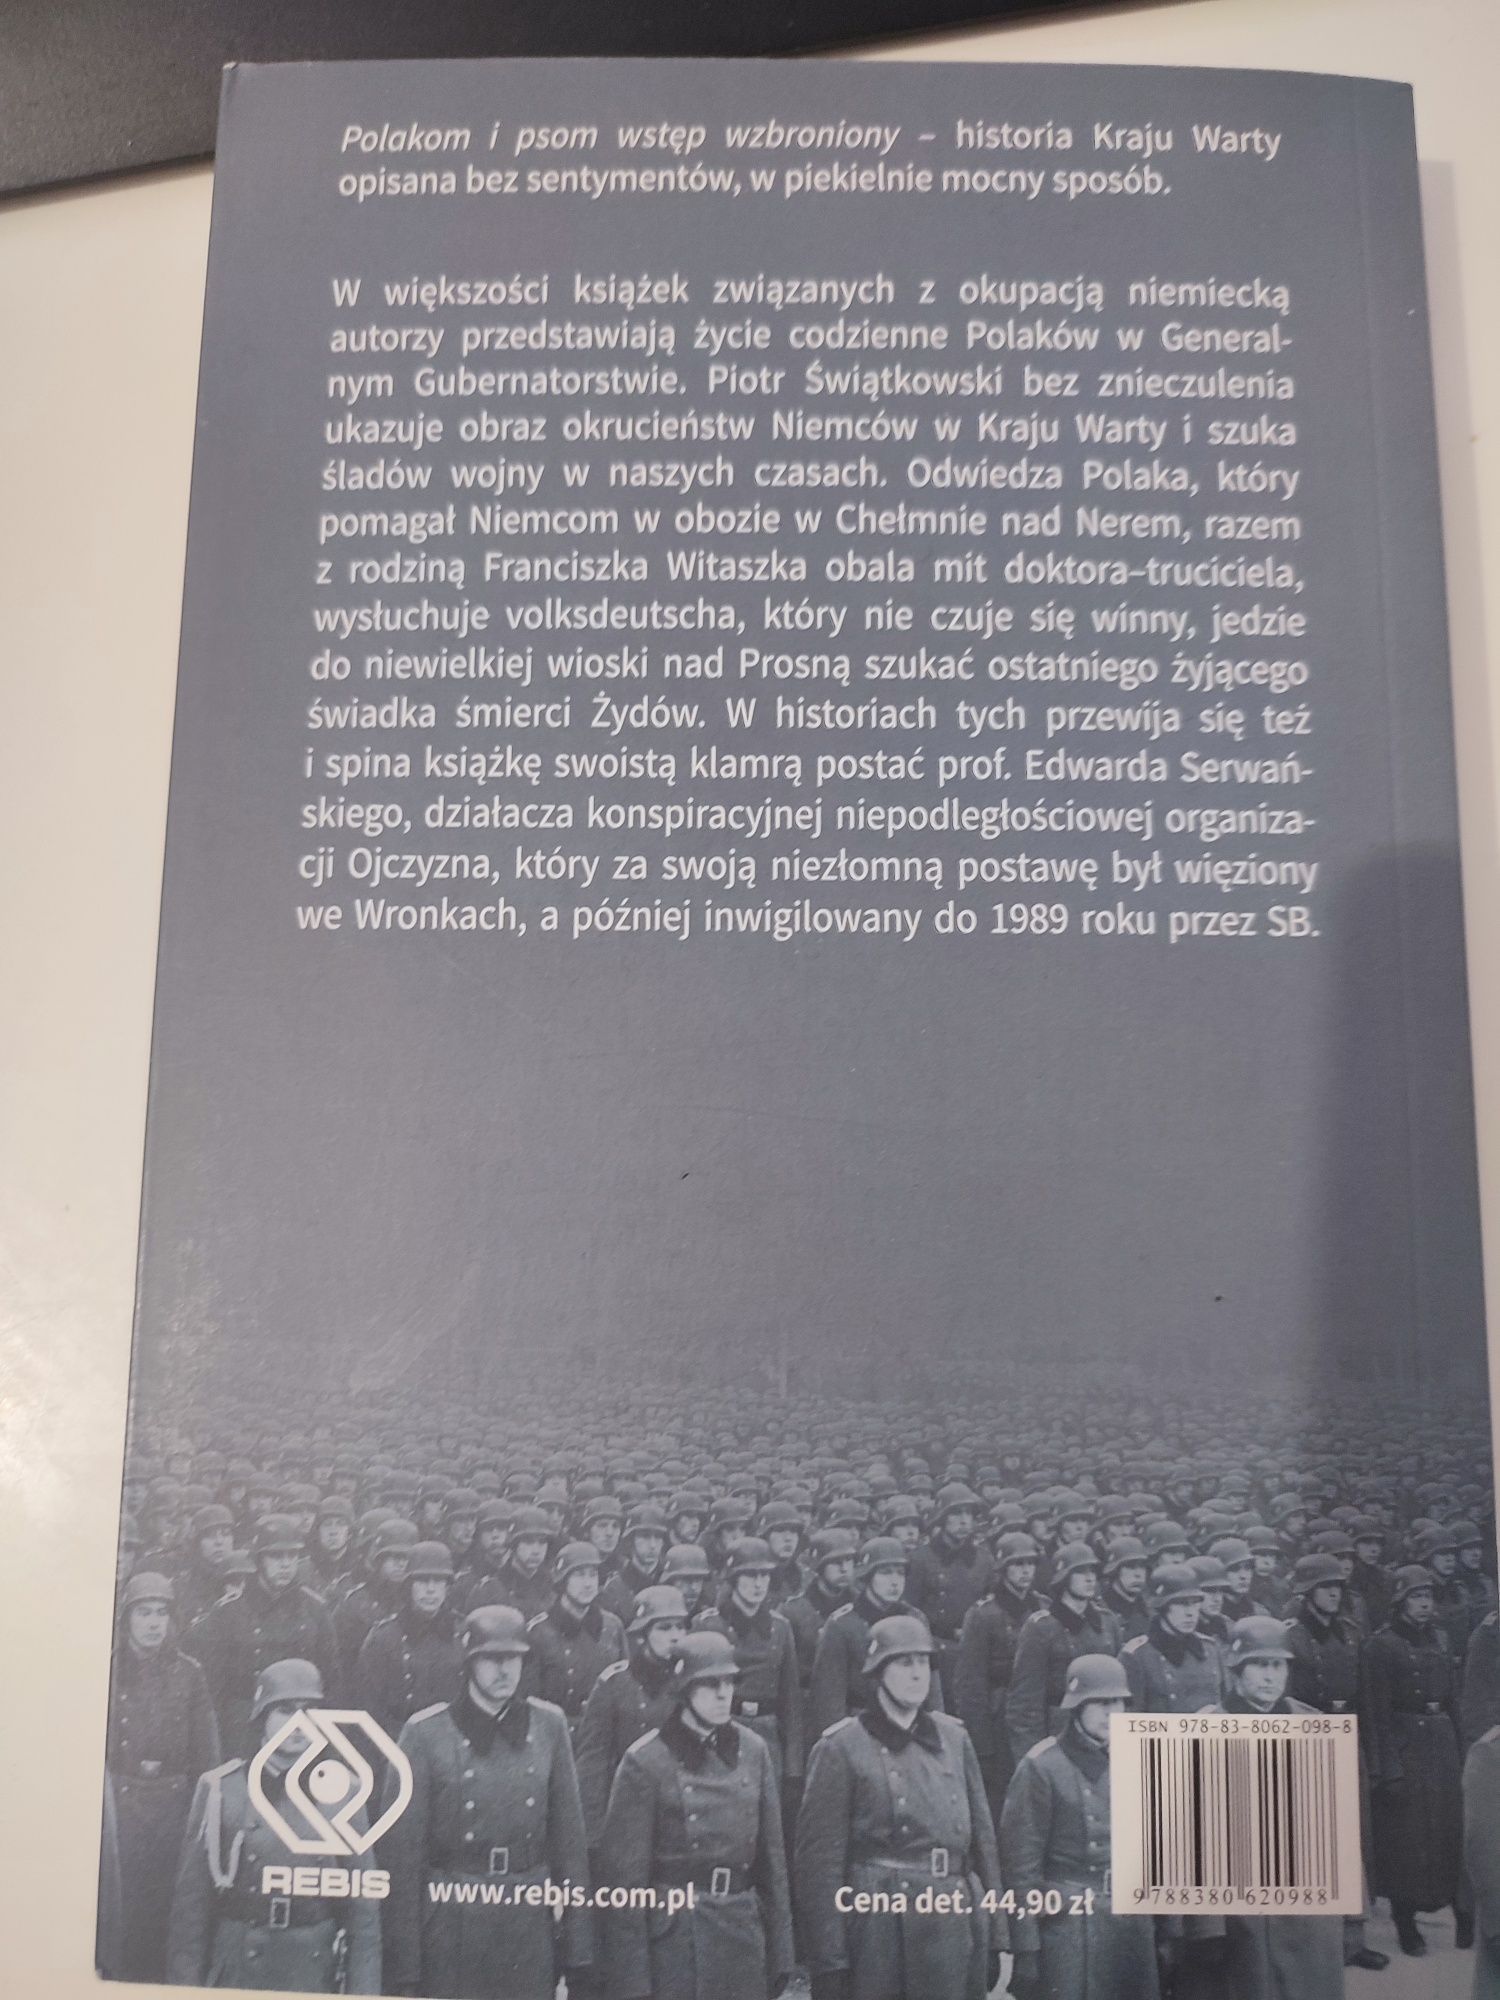 Polakom i psom wstęp wzbroniony – historia Kraju Warty
opisana bez sentymentów, w piekielnie mocny sposób.
W większości książek związanych z okupacją niemiecką
autorzy przedstawiają życie codzienne Polaków w General-
nym Gubernatorstwie. Piotr Świątkowski bez znieczulenia
ukazuje obraz okrucieństw Niemców w Kraju Warty i szuka
śladów wojny w naszych czasach. Odwiedza Polaka, który
pomagał Niemcom w obozie w Chełmnie nad Nerem, razem
z rodziną Franciszka Witaszka obala mit doktora–truciciela,
wysłuchuje volksdeutscha, który nie czuje się winny, jedzie
do niewielkiej wioski nad Prosną szukać ostatniego żyjącego
świadka śmierci Żydów. W historiach tych przewija się też
i spina książkę swoistą klamrą postać prof. Edwarda Serwań-
skiego, działacza konspiracyjnej niepodległościowej organiza-
cji Ojczyzna, który za swoją niezłomną postawę był więziony
we Wronkach, a później inwigilowany do 1989 roku przez SB.
ISBN 978-83-8062-098-8
REBIS
www.rebis.com.pl
Cena det. 44,90 zł
9 788380 620988